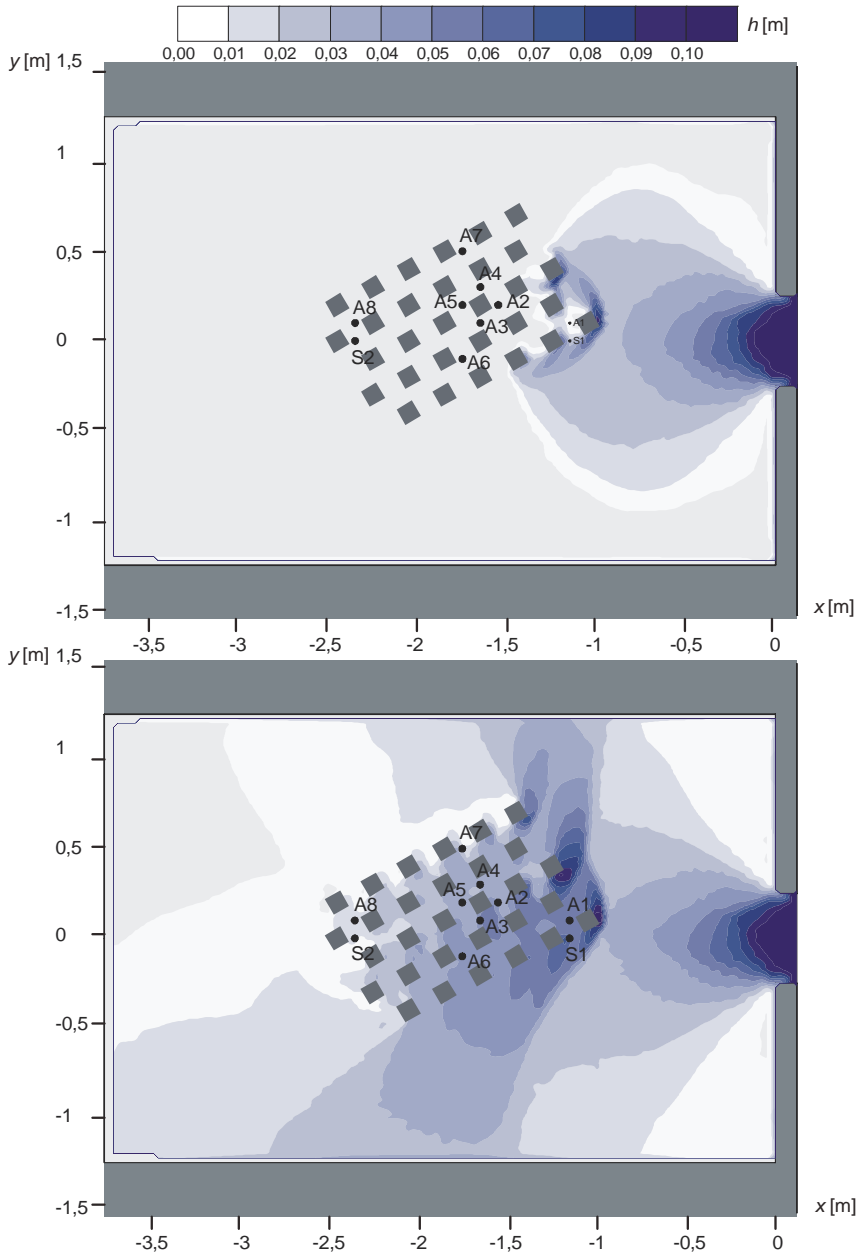 h [m]
0,00 0,01 0,02 0,03 0,04 0,05 0,06 0,07 0,08 0,09 0,10
y [m] 1,5
1
A7
0,5
A4
A8 A5 A2
A3 A1
0
S2 A6 S1
-0,5
-1
-1,5
x [m]
-3,5 -3 -2,5 -2 -1,5 -1 -0,5 0
y [m] 1,5
1
A7
0,5
A4
A8 A5 A2 A1
A3
0
S2 A6 S1
-0,5
-1
-1,5
x [m]
-3,5 -3 -2,5 -2 -1,5 -1 -0,5 0